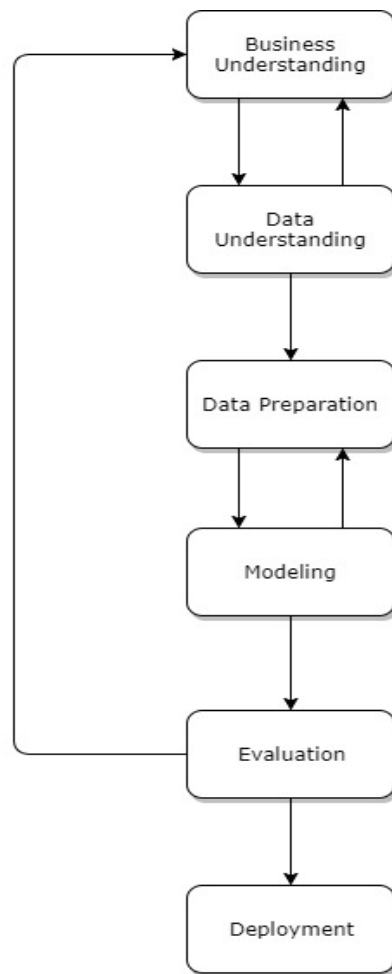 Business
Understanding
Data
Understanding
Data Preparation
Modeling
Evaluation
Deployment